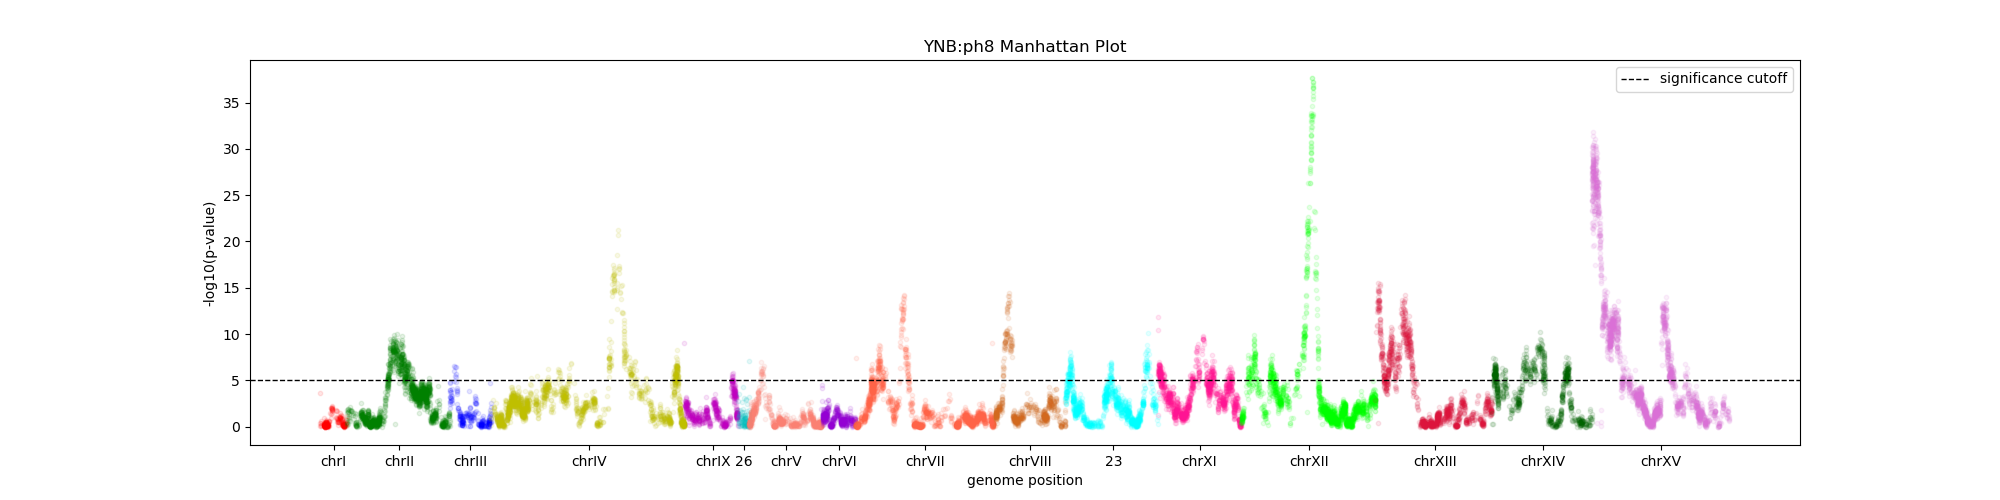 YNB:ph8 Manhattan Plot
significance cutoff
-log10(p-value)
35
30
25
20
15
10
5
0
chrI chrII chrIII chrIV chrIX 26 chrV chrVI chrVII chrVIII 23 chrXI chrXII chrXIII chrXIV chrXV
genome position